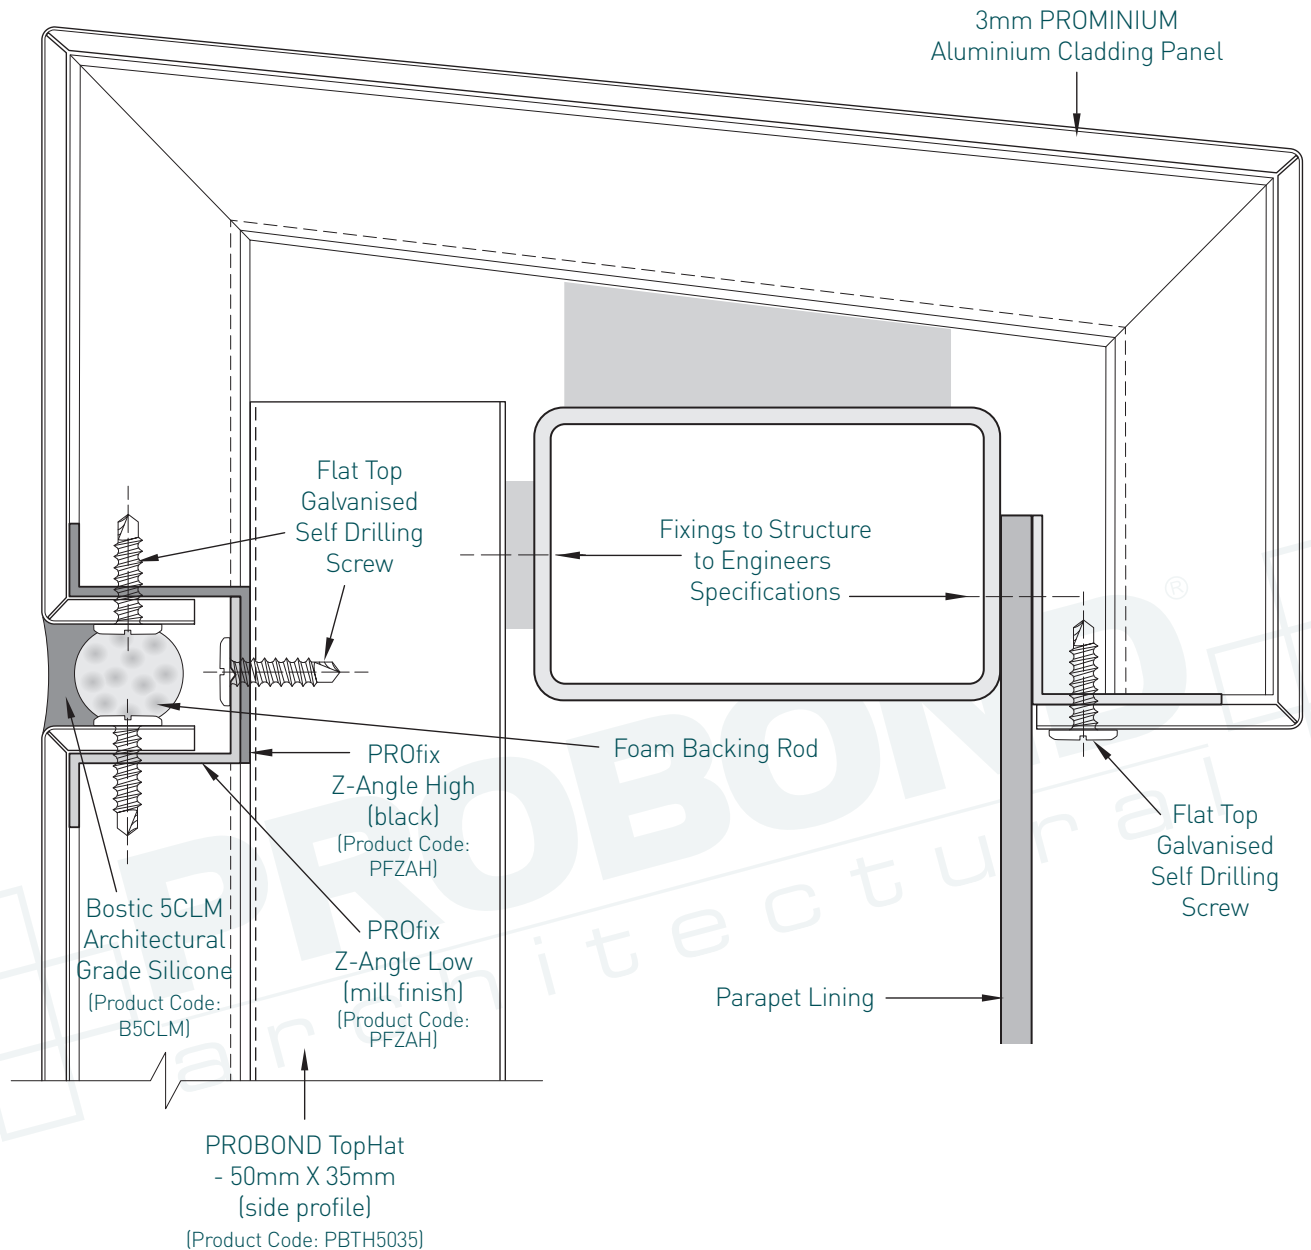 3mm PROMINIUM
Aluminium Cladding Panel
Flat Top
Galvanised
Self Drilling
Screw
Fixings to Structure
to Engineers
Specifications
Foam Backing Rod
PROfix
Z-Angle High
(black)
(Product Code:
PFZAH)
Flat Top
Galvanised
Self Drilling
Screw
Bostic 5CLM
Architectural
Grade Silicone
(Product Code:
B5CLM)
PROfix
Z-Angle Low
(mill finish)
(Product Code:
PFZAH)
Parapet Lining
PROBOND TopHat
- 50mm X 35mm
(side profile)
(Product Code: PBTH5035)
PROBOND®
architectural